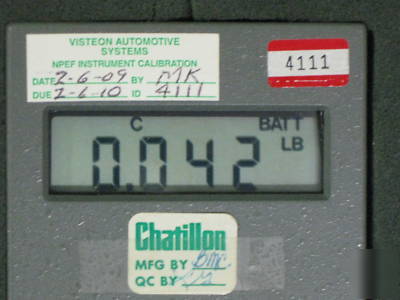 VISTEON AUTOMOTIVE
SYSTEMS
NPEF INSTRUMENT CALIBRATION
DATE 2-6-09 BY MK
DUE 2-6-10 ID 4111
4111
C BATT
0.042 LB
Chatillon
MFG BY BMC
QC BY